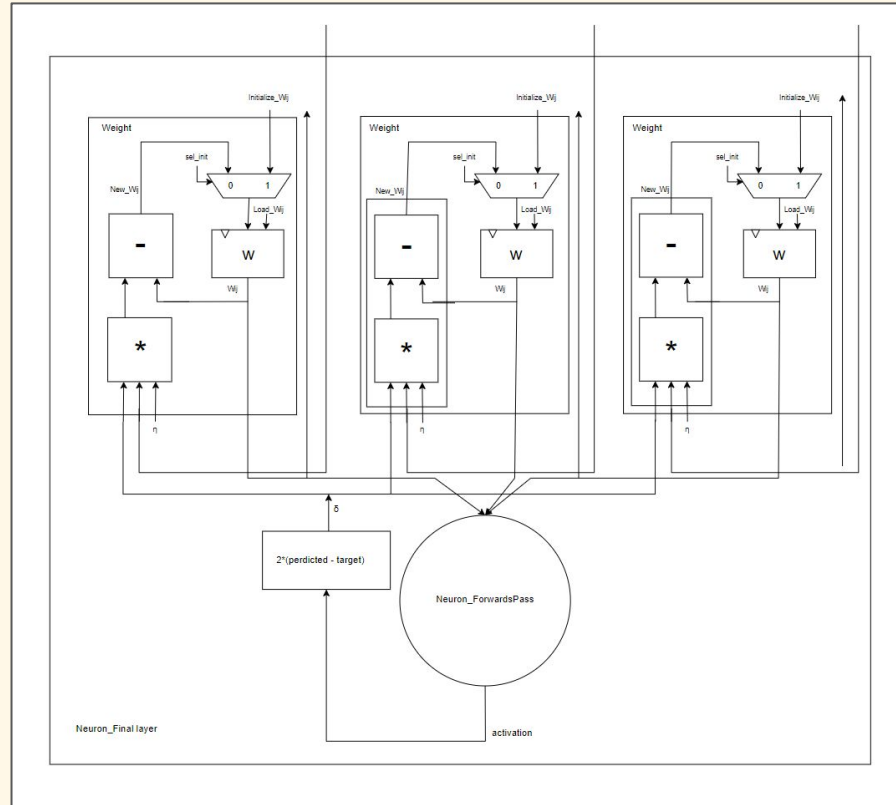 Initialize_Wij
Weight
sel_init
0 1
New_Wij
Load_Wij
-
W
Wj
*
η
Initialize_Wij
Weight
sel_init
0 1
New_Wij
Load_Wij
-
W
Wij
*
η
Initialize_Wij
Weight
sel_init
0 1
New_Wij
Load_Wij
-
W
Wij
*
η
δ
2*(perdicted - target)
Neuron_ForwardsPass
activation
Neuron_Final layer